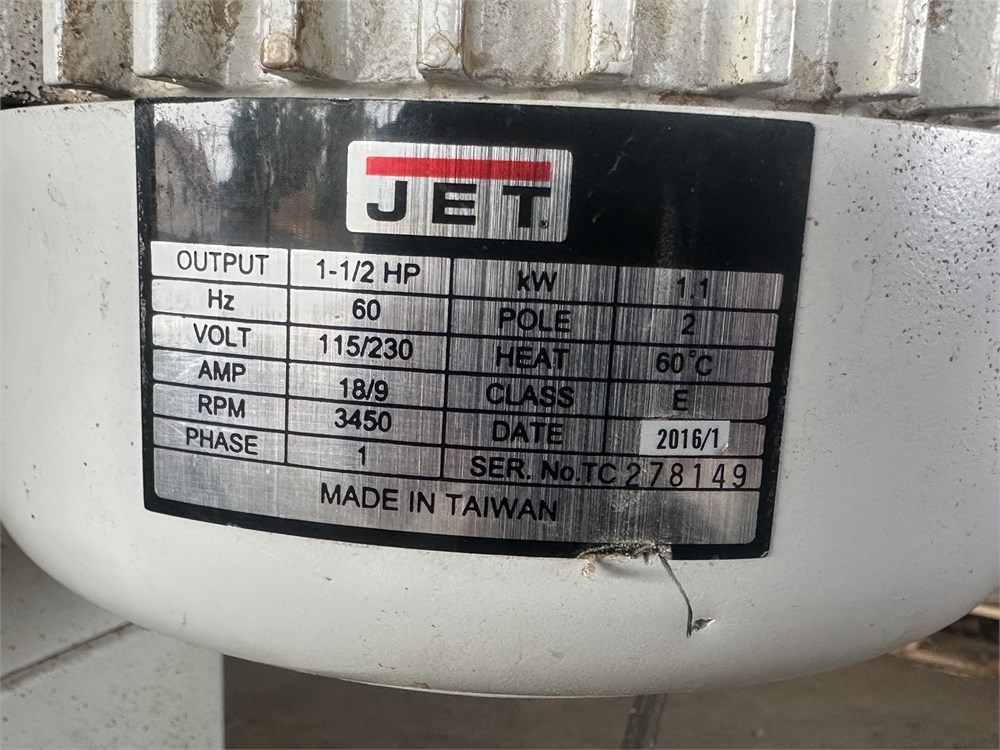 JET®
OUTPUT 1-1/2 HP kW 1.1
Hz 60 POLE 2
VOLT 115/230 HEAT 60°C
AMP 18/9 CLASS E
RPM 3450 DATE 2016/1
PHASE 1 SER. No.TC 278149
MADE IN TAIWAN